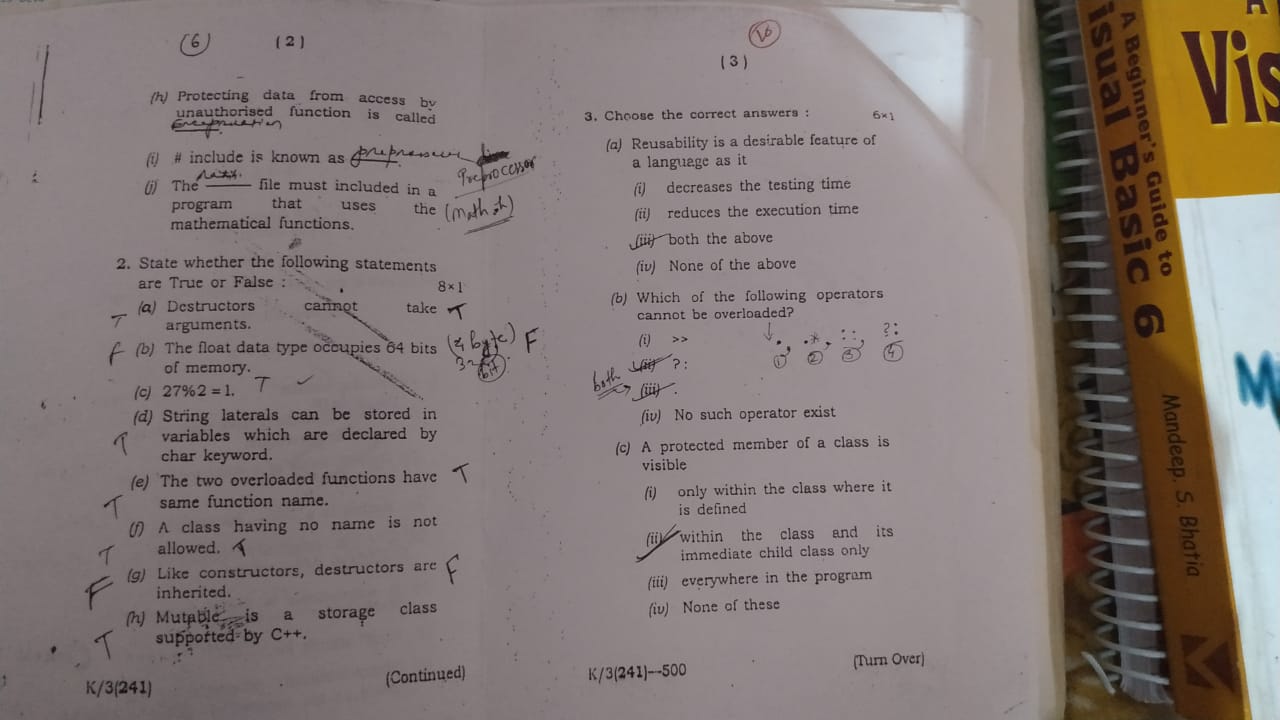 (6)
(2)
(h) Protecting data from access by
unauthorised function is called
(i) # include is known as
Preprocessor
(j) The file must included in a
program that uses the (Math.h)
mathematical functions.
2. State whether the following statements
are True or False :
8×1
(a) Destructors cannot take T
T arguments.
F (b) The float data type occupies 64 bits (4 byte) F
of memory. 32 bit
(c) 27%2 = 1. T
(d) String laterals can be stored in
T variables which are declared by
char keyword.
(e) The two overloaded functions have T
T same function name.
(f) A class having no name is not
T allowed. T
(g) Like constructors, destructors are F
F inherited.
(h) Mutable is a storage class
T supported by C++.
K/3(241)
(Continued)
16
(3)
3. Choose the correct answers :
6×1
(a) Reusability is a desirable feature of
a language as it
(i) decreases the testing time
(ii) reduces the execution time
(iii) both the above
(iv) None of the above
(b) Which of the following operators
cannot be overloaded?
(i) >>
. , .* , :: , ?:
1 2 3 4
both (ii) ?:
(iii) .
(iv) No such operator exist
(c) A protected member of a class is
visible
(i) only within the class where it
is defined
(ii) within the class and its
immediate child class only
(iii) everywhere in the program
(iv) None of these
K/3(241)—500
(Turn Over)
A Beginner's Guide to
isual Basic 6
Mandeep. S. Bhatia
A
Vis